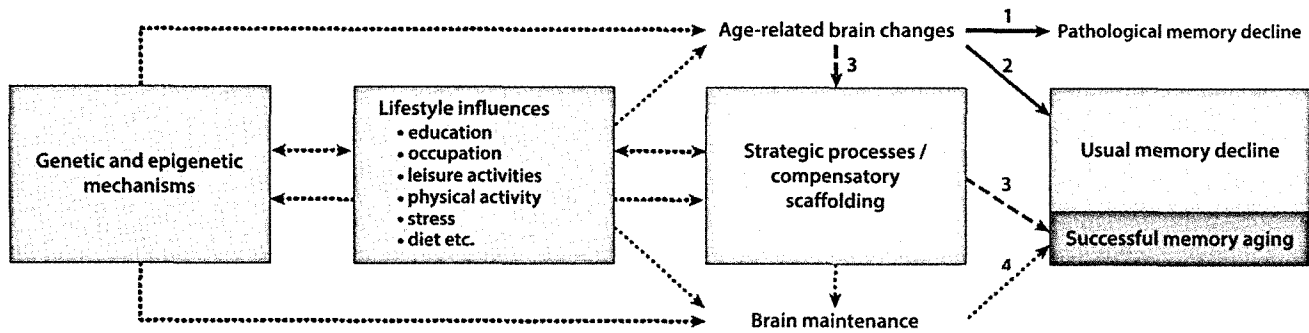 Age-related brain changes
1
Pathological memory decline
2
3
Genetic and epigenetic
mechanisms
Lifestyle influences
• education
• occupation
• leisure activities
• physical activity
• stress
• diet etc.
Strategic processes /
compensatory
scaffolding
Usual memory decline
3
Successful memory aging
4
Brain maintenance